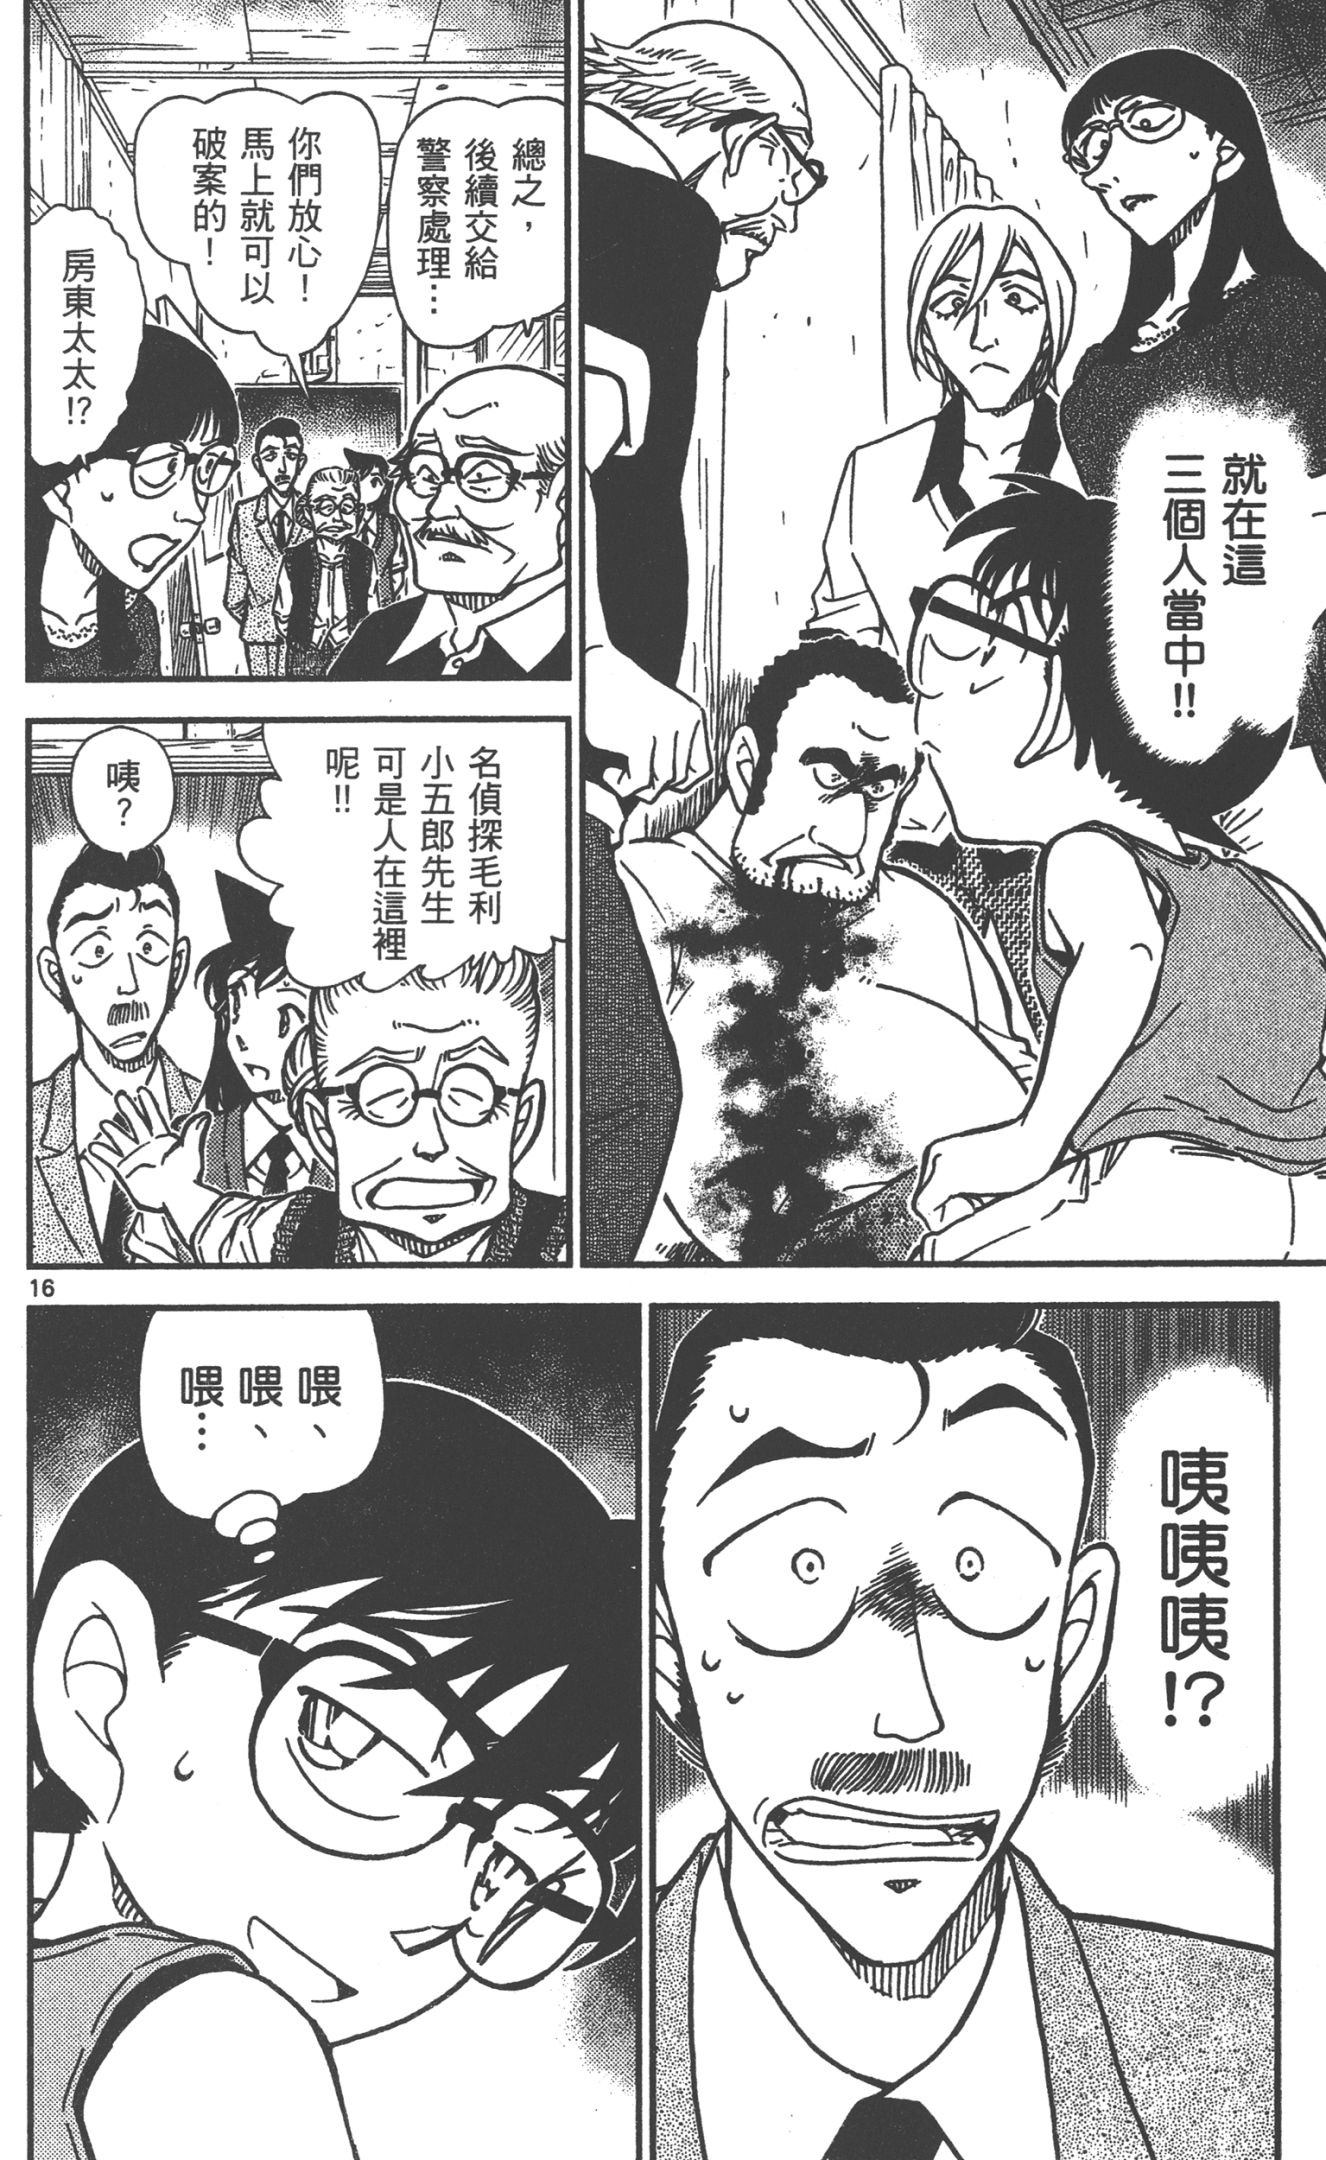 就在這
三個人當中!!
總之，
後續交給
警察處理…
你們放心！
馬上就可以
破案的！
房東太太!?
名偵探毛利
小五郎先生
可是人在這裡
呢!!
咦？
16
咦咦咦!?
喂、
喂、
喂…